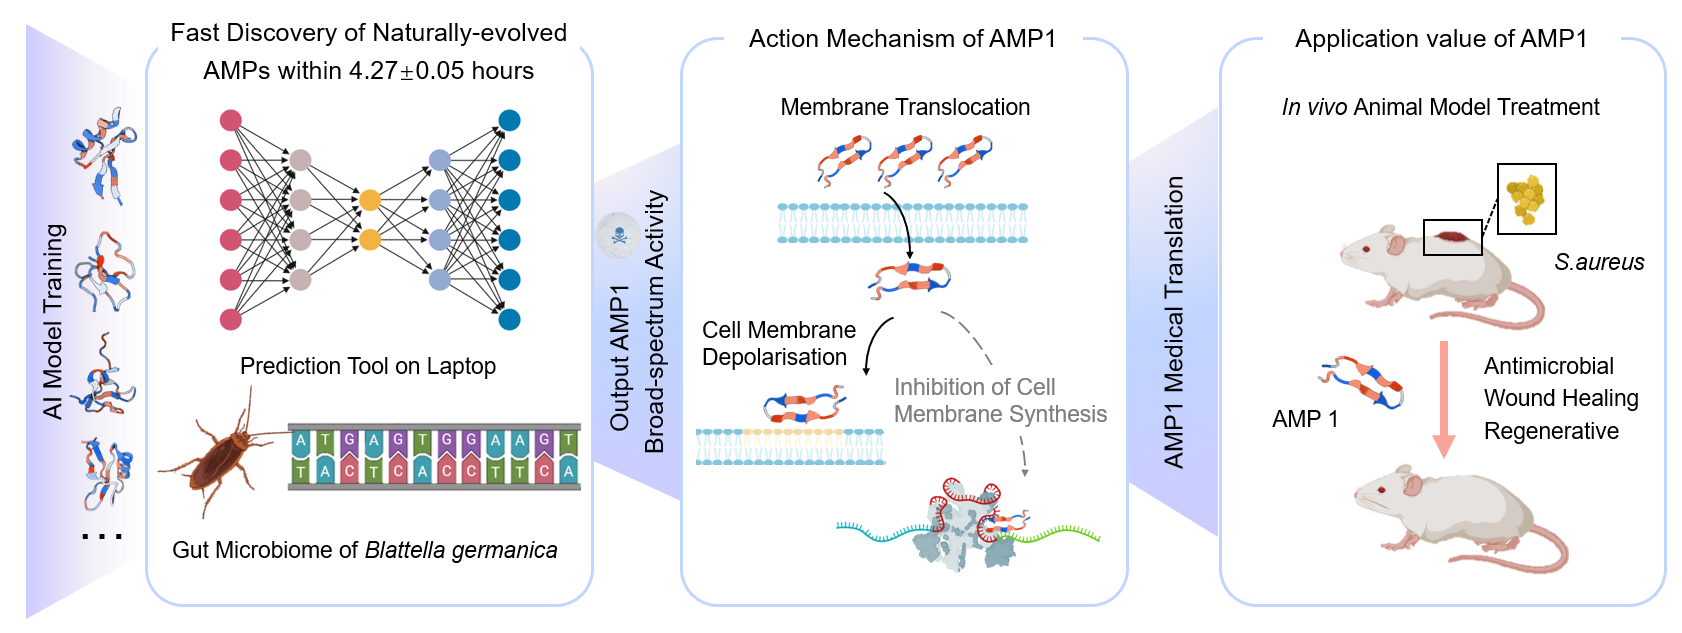 AI Model Training
Fast Discovery of Naturally-evolved
AMPs within 4.27±0.05 hours
Prediction Tool on Laptop
A T G A G T G G A A G T
T A C T C A C C T T C A
Gut Microbiome of Blattella germanica
Output AMP1
Broad-spectrum Activity
Action Mechanism of AMP1
Membrane Translocation
Cell Membrane
Depolarisation
Inhibition of Cell
Membrane Synthesis
AMP1 Medical Translation
Application value of AMP1
In vivo Animal Model Treatment
S.aureus
AMP 1
Antimicrobial
Wound Healing
Regenerative